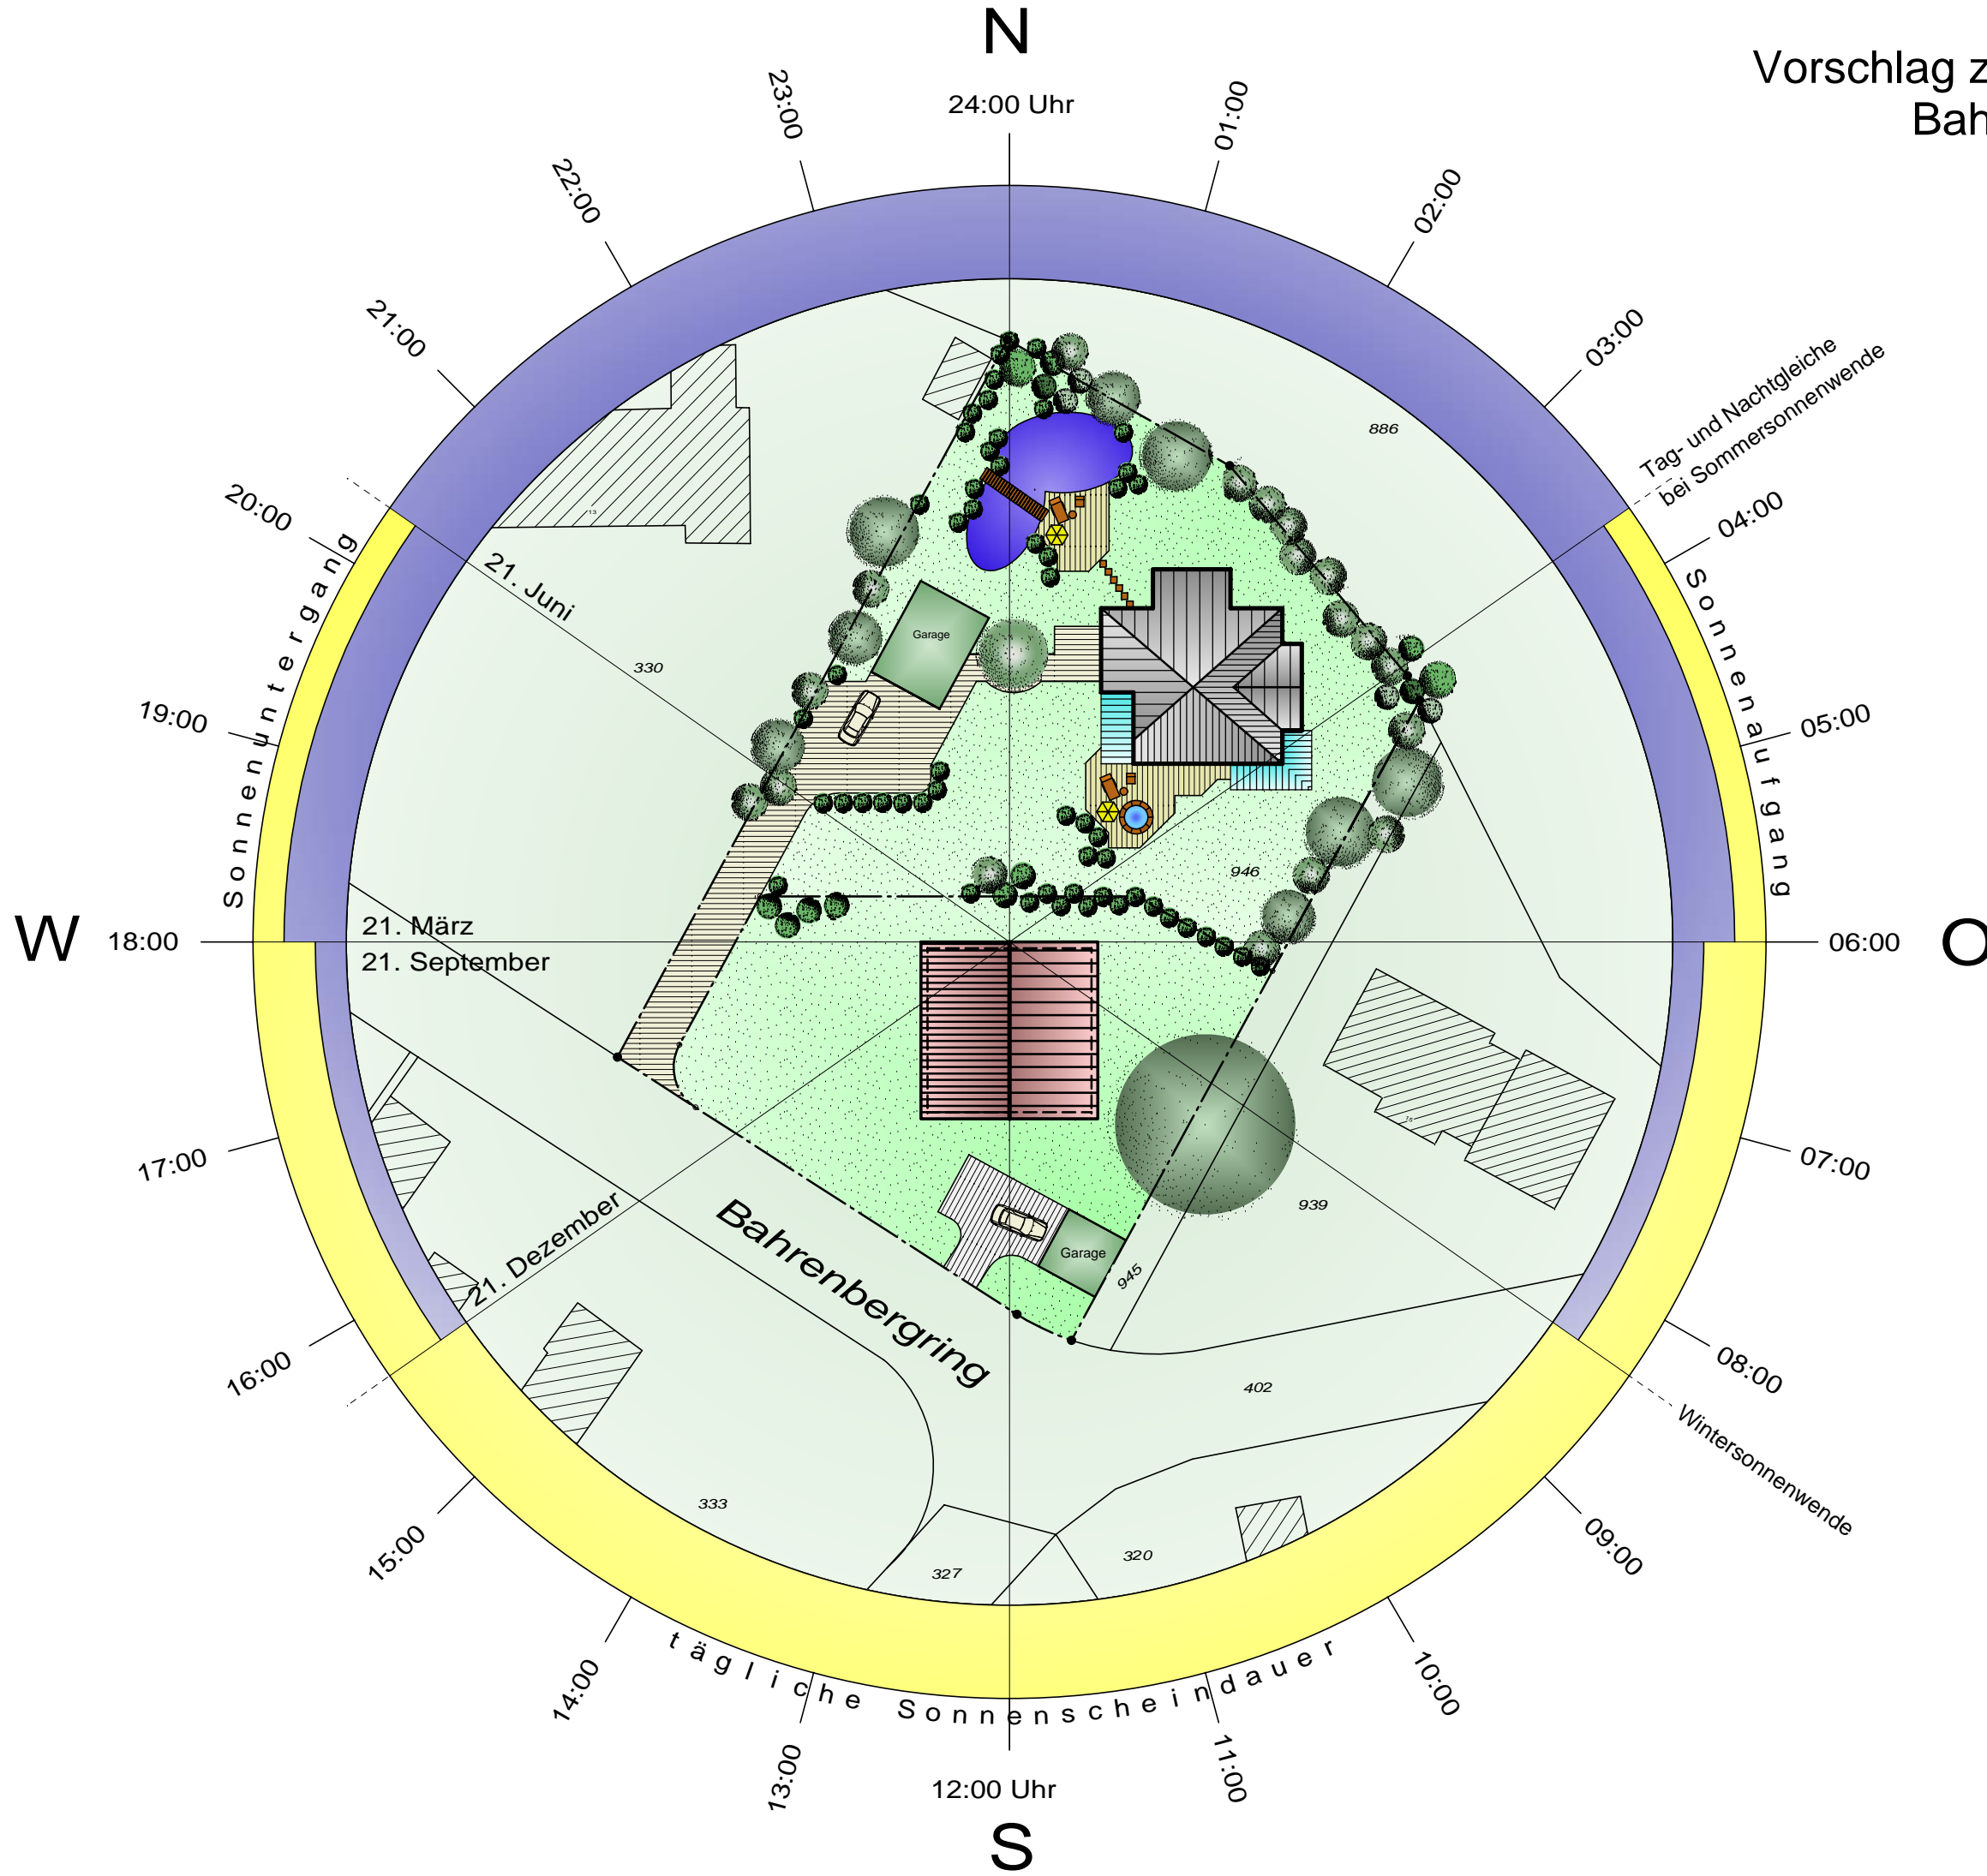 N
24:00 Uhr
Vorschlag z
Bah
23:00
01:00
22:00
02:00
21:00
03:00
Tag- und Nachtgleiche
bei Sommersonnenwende
20:00
04:00
Sonnenuntergang
Sonnenaufgang
19:00
05:00
886
13
21. Juni
330
Garage
946
W
18:00
21. März
21. September
06:00
O
17:00
07:00
15
939
21. Dezember
Bahrenbergring
Garage
945
16:00
08:00
402
Wintersonnenwende
333
327
320
15:00
09:00
tägliche Sonnenscheindauer
14:00
10:00
13:00
11:00
12:00 Uhr
S